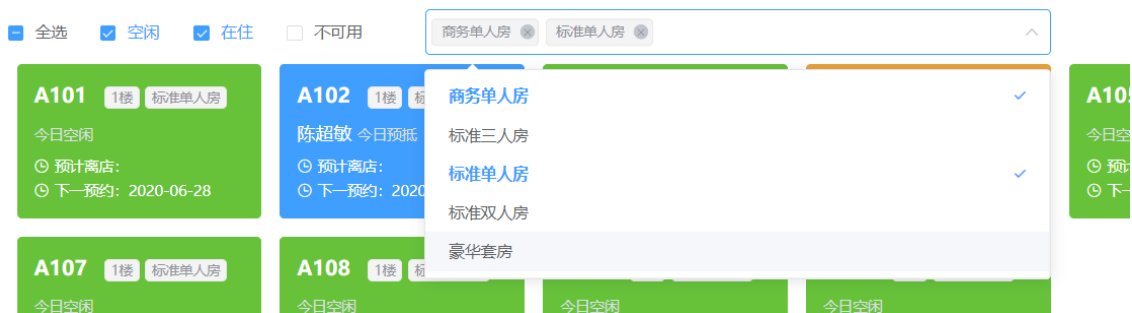 全选 空闲 在住 不可用 商务单人房 标准单人房
A101 1楼 标准单人房
今日空闲
预计离店：
下一预约：2020-06-28
A102 1楼
陈超敏 今日预抵
预计离店：
下一预约：2020
商务单人房
标准三人房
标准单人房
标准双人房
豪华套房
A105
今日空
预计
下一
A107 1楼 标准单人房
今日空闲
A108 1楼
今日空闲
今日空闲
今日空闲